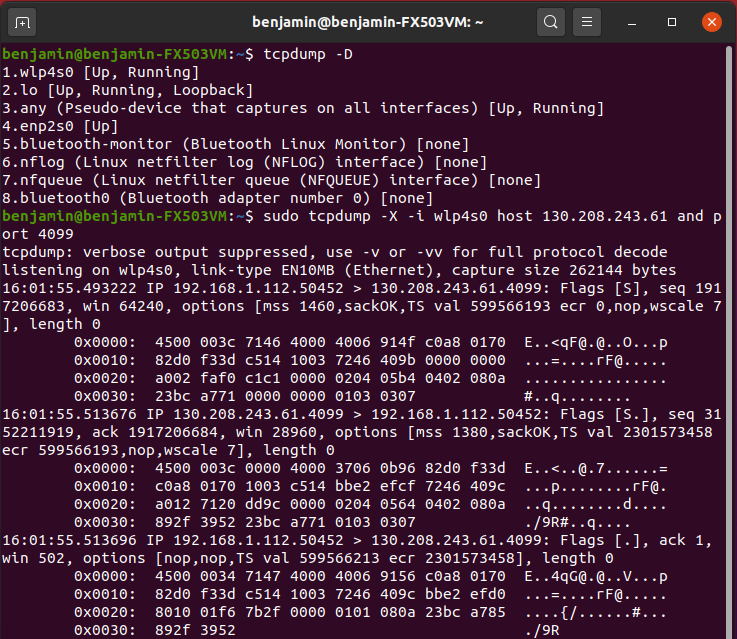 benjamin@benjamin-FX503VM: ~
benjamin@benjamin-FX503VM:~$ tcpdump -D
1.wlp4s0 [Up, Running]
2.lo [Up, Running, Loopback]
3.any (Pseudo-device that captures on all interfaces) [Up, Running]
4.enp2s0 [Up]
5.bluetooth-monitor (Bluetooth Linux Monitor) [none]
6.nflog (Linux netfilter log (NFLOG) interface) [none]
7.nfqueue (Linux netfilter queue (NFQUEUE) interface) [none]
8.bluetooth0 (Bluetooth adapter number 0) [none]
benjamin@benjamin-FX503VM:~$ sudo tcpdump -X -i wlp4s0 host 130.208.243.61 and p
ort 4099
tcpdump: verbose output suppressed, use -v or -vv for full protocol decode
listening on wlp4s0, link-type EN10MB (Ethernet), capture size 262144 bytes
16:01:55.493222 IP 192.168.1.112.50452 > 130.208.243.61.4099: Flags [S], seq 191
7206683, win 64240, options [mss 1460,sackOK,TS val 599566193 ecr 0,nop,wscale 7
], length 0
0x0000:  4500 003c 7146 4000 4006 914f c0a8 0170  E..<qF@.@..O...p
0x0010:  82d0 f33d c514 1003 7246 409b 0000 0000  ...=....rF@.....
0x0020:  a002 faf0 c1c1 0000 0204 05b4 0402 080a  ................
0x0030:  23bc a771 0000 0000 0103 0307            #..q........
16:01:55.513676 IP 130.208.243.61.4099 > 192.168.1.112.50452: Flags [S.], seq 31
52211919, ack 1917206684, win 28960, options [mss 1380,sackOK,TS val 2301573458
ecr 599566193,nop,wscale 7], length 0
0x0000:  4500 003c 0000 4000 3706 0b96 82d0 f33d  E..<..@.7......=
0x0010:  c0a8 0170 1003 c514 bbe2 efcf 7246 409c  ...p........rF@.
0x0020:  a012 7120 dd9c 0000 0204 0564 0402 080a  ..q........d....
0x0030:  892f 3952 23bc a771 0103 0307            ./9R#..q....
16:01:55.513696 IP 192.168.1.112.50452 > 130.208.243.61.4099: Flags [.], ack 1,
win 502, options [nop,nop,TS val 599566213 ecr 2301573458], length 0
0x0000:  4500 0034 7147 4000 4006 9156 c0a8 0170  E..4qG@.@..V...p
0x0010:  82d0 f33d c514 1003 7246 409c bbe2 efd0  ...=....rF@.....
0x0020:  8010 01f6 7b2f 0000 0101 080a 23bc a785  ....{/......#...
0x0030:  892f 3952                                ./9R